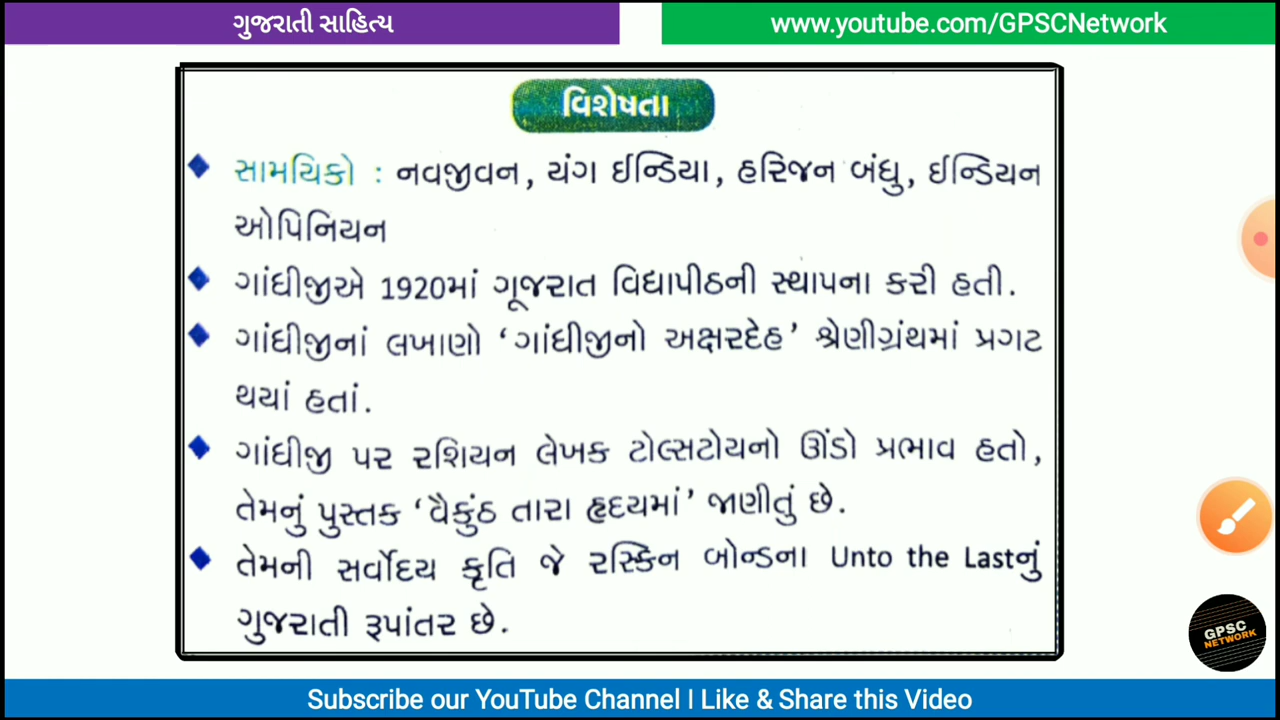 ગુજરાતી સાહિત્ય
www.youtube.com/GPSCNetwork
વિશેષતા
સામયિકો : નવજીવન, યંગ ઈન્ડિયા, હરિજન બંધુ, ઈન્ડિયન
ઓપિનિયન
ગાંધીજીએ 1920માં ગૂજરાત વિદ્યાપીઠની સ્થાપના કરી હતી.
ગાંધીજીનાં લખાણો ‘ગાંધીજીનો અક્ષરદેહ’ શ્રેણીગ્રંથમાં પ્રગટ
થયાં હતાં.
ગાંધીજી પર રશિયન લેખક ટોલ્સટોયનો ઊંડો પ્રભાવ હતો,
તેમનું પુસ્તક ‘વૈકુંઠ તારા હૃદયમાં’ જાણીતું છે.
તેમની સર્વોદય કૃતિ જે રસ્કિન બોન્ડના Unto the Lastનું
ગુજરાતી રૂપાંતર છે.
GPSC
NETWORK
Subscribe our YouTube Channel | Like & Share this Video